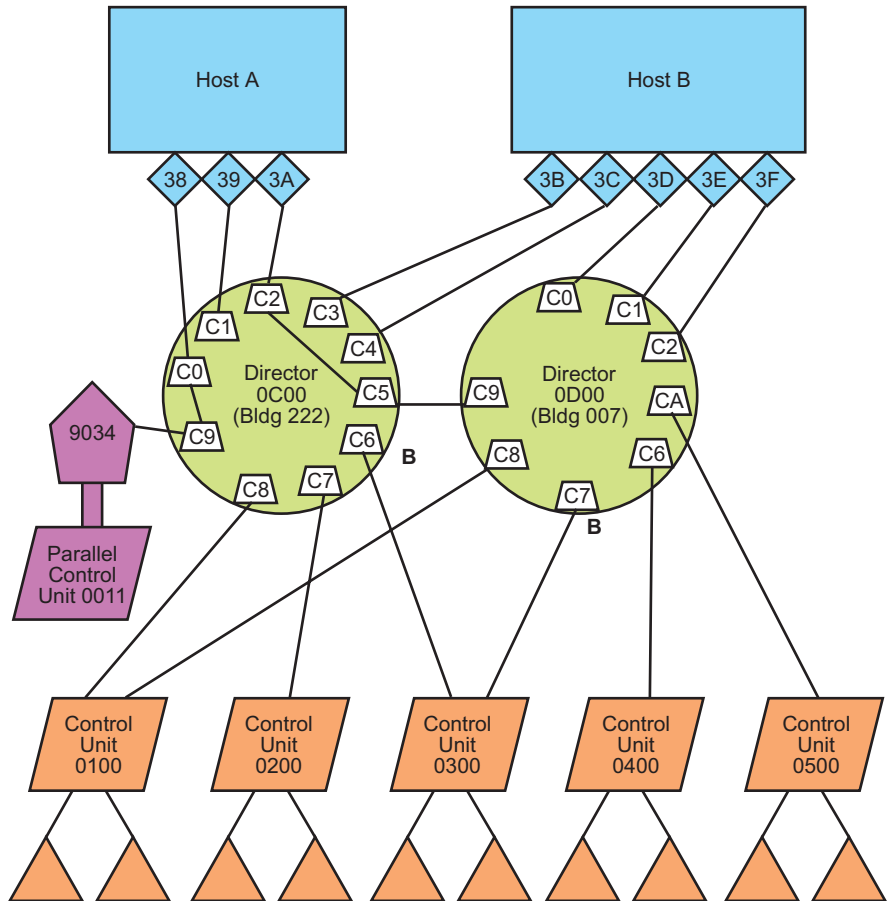 Host A
Host B
38
39
3A
3B
3C
3D
3E
3F
C2
C3
C1
C4
C0
C5
Director
0C00
(Bldg 222)
C9
C6
C8
C7
B
C0
C1
C2
Director
0D00
(Bldg 007)
C9
CA
C8
C6
C7
B
9034
Parallel
Control
Unit 0011
Control
Unit
0100
Control
Unit
0200
Control
Unit
0300
Control
Unit
0400
Control
Unit
0500